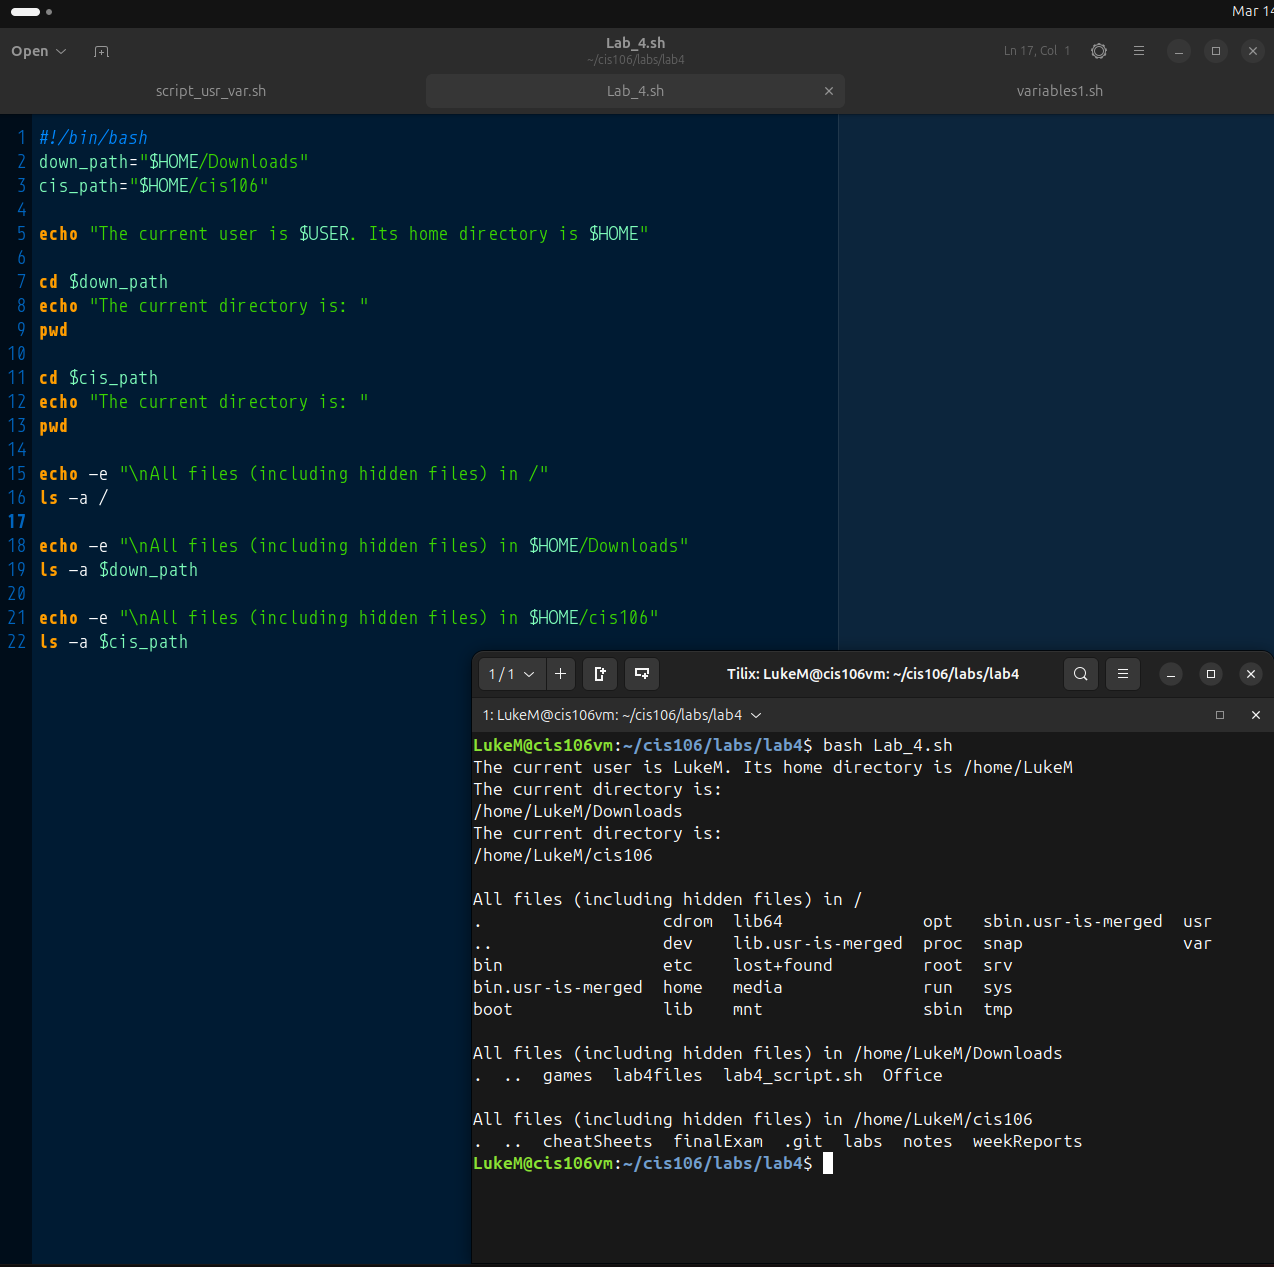 Mar 14
Open
Lab_4.sh
~/cis106/labs/lab4
Ln 17, Col 1
script_usr_var.sh
Lab_4.sh
variables1.sh
1 #!/bin/bash
2 down_path="$HOME/Downloads"
3 cis_path="$HOME/cis106"
4
5 echo "The current user is $USER. Its home directory is $HOME"
6
7 cd $down_path
8 echo "The current directory is: "
9 pwd
10
11 cd $cis_path
12 echo "The current directory is: "
13 pwd
14
15 echo -e "\nAll files (including hidden files) in /"
16 ls -a /
17
18 echo -e "\nAll files (including hidden files) in $HOME/Downloads"
19 ls -a $down_path
20
21 echo -e "\nAll files (including hidden files) in $HOME/cis106"
22 ls -a $cis_path
1 / 1
Tilix: LukeM@cis106vm: ~/cis106/labs/lab4
1: LukeM@cis106vm: ~/cis106/labs/lab4
LukeM@cis106vm:~/cis106/labs/lab4$ bash Lab_4.sh
The current user is LukeM. Its home directory is /home/LukeM
The current directory is:
/home/LukeM/Downloads
The current directory is:
/home/LukeM/cis106
All files (including hidden files) in /
. cdrom lib64 opt sbin.usr-is-merged usr
.. dev lib.usr-is-merged proc snap var
bin etc lost+found root srv
bin.usr-is-merged home media run sys
boot lib mnt sbin tmp
All files (including hidden files) in /home/LukeM/Downloads
. .. games lab4files lab4_script.sh Office
All files (including hidden files) in /home/LukeM/cis106
. .. cheatSheets finalExam .git labs notes weekReports
LukeM@cis106vm:~/cis106/labs/lab4$